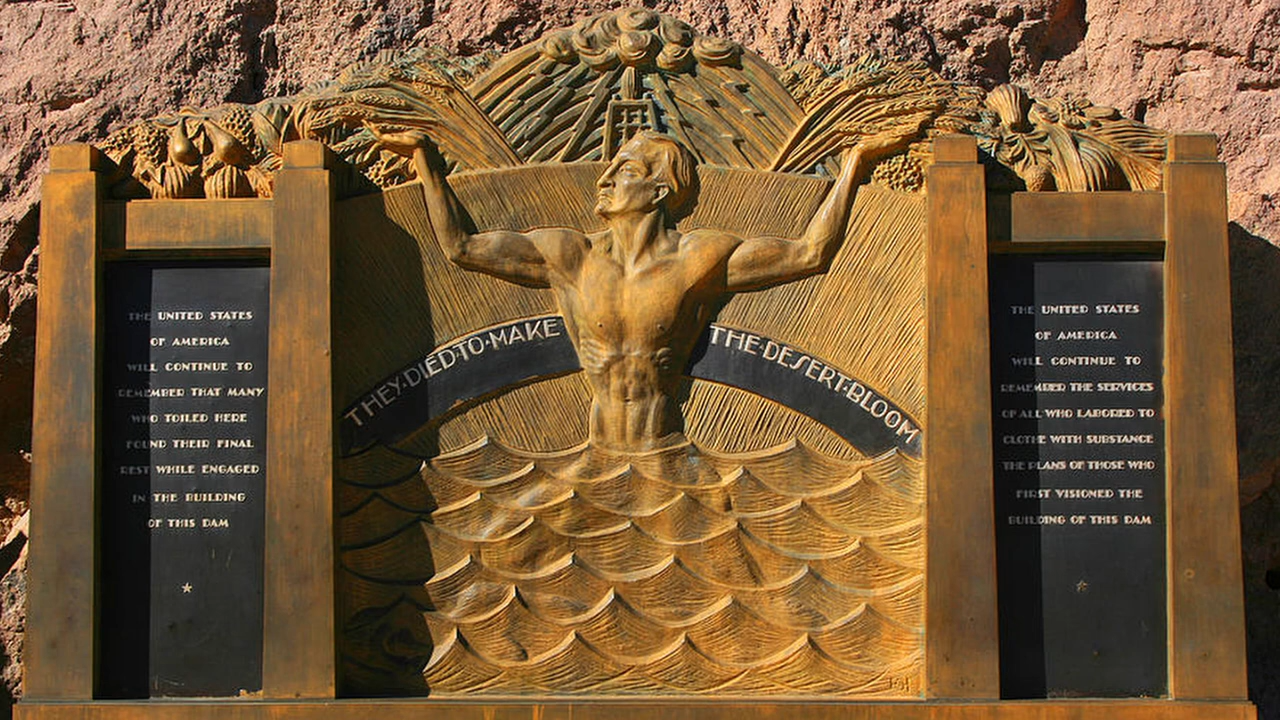 THE UNITED STATES
OF AMERICA
WILL CONTINUE TO
REMEMBER THAT MANY
WHO TOILED HERE
FOUND THEIR FINAL
REST WHILE ENGAGED
IN THE BUILDING
OF THIS DAM
THEY·DIED·TO·MAKE
THE·DESERT·BLOOM
THE UNITED STATES
OF AMERICA
WILL CONTINUE TO
REMEMBER THE SERVICES
OF ALL WHO LABORED TO
CLOTHE WITH SUBSTANCE
THE PLANS OF THOSE WHO
FIRST VISIONED THE
BUILDING OF THIS DAM